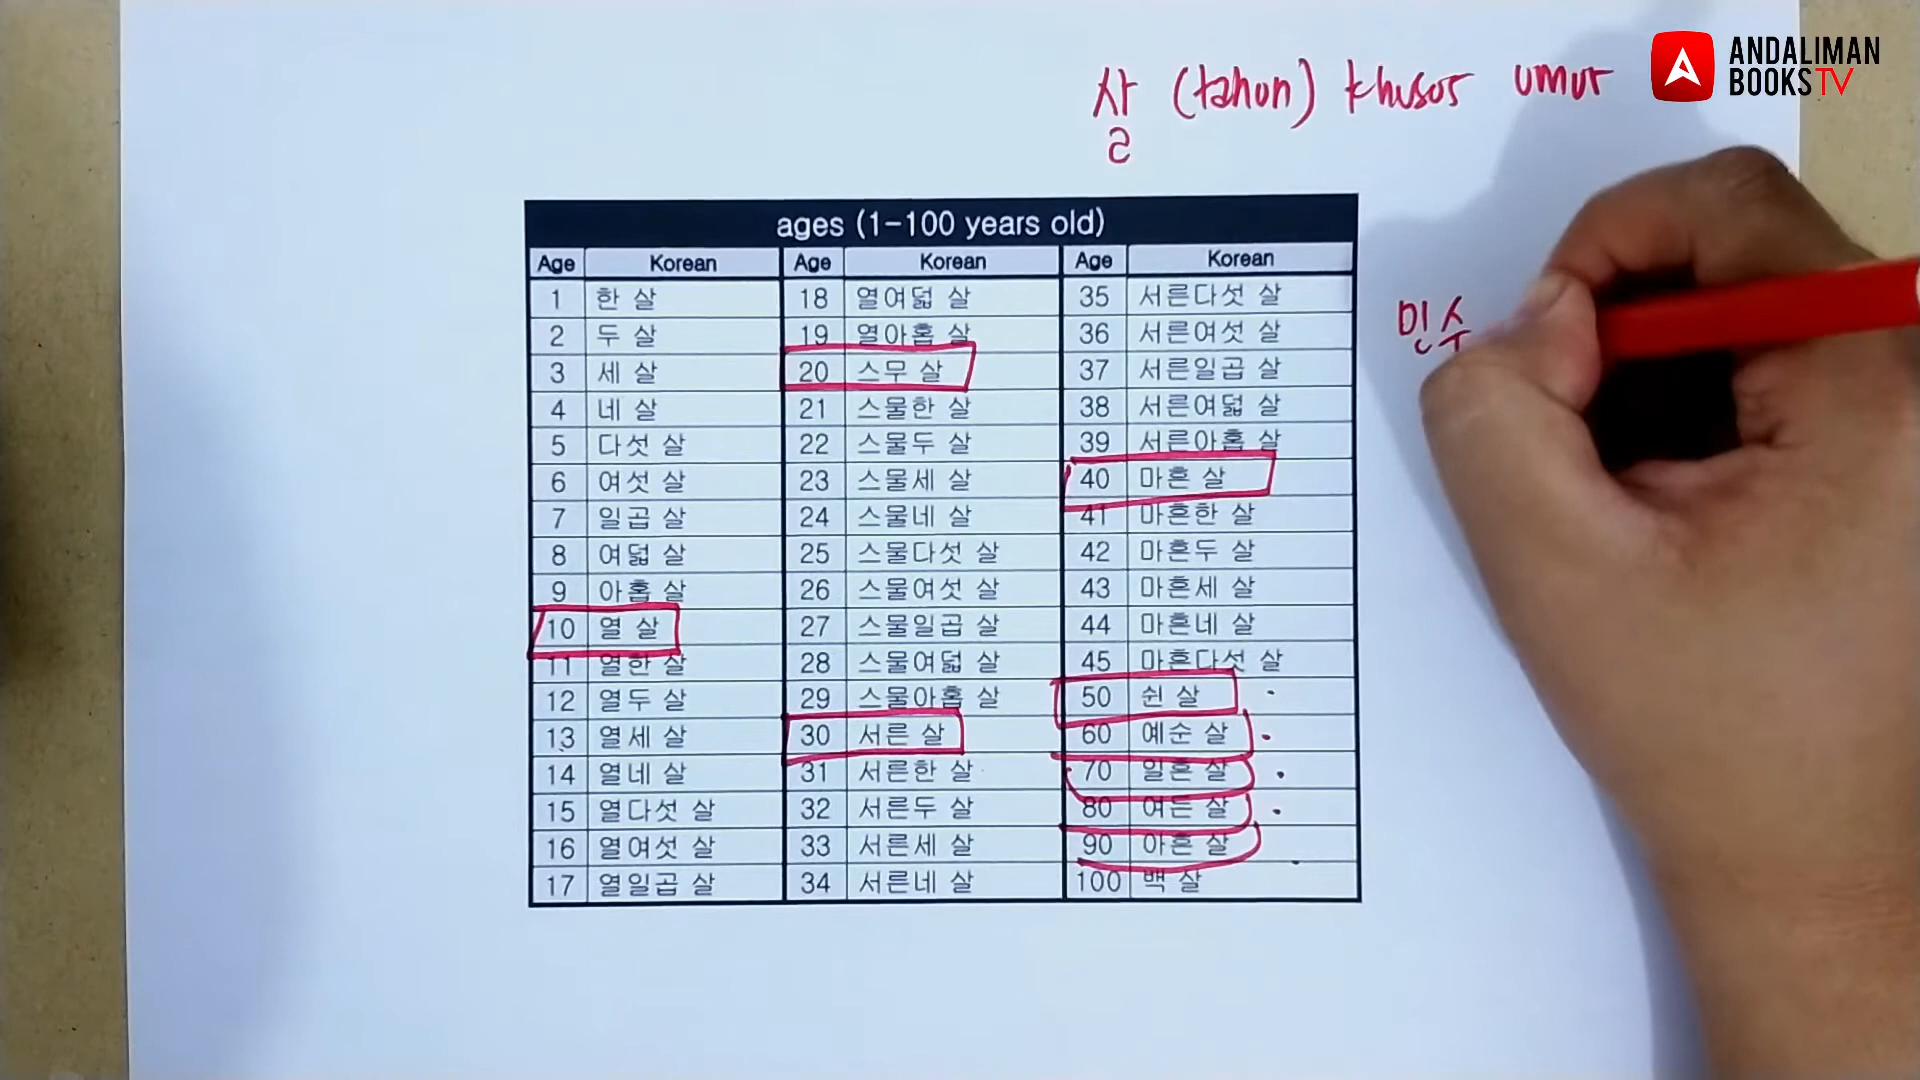 ANDALIMAN
BOOKSTV
살 (tahun) khusus umur
ages (1-100 years old)
Age Korean Age Korean Age Korean
1 한 살 18 열여덟 살 35 서른다섯 살
2 두 살 19 열아홉 살 36 서른여섯 살
3 세 살 20 스무 살 37 서른일곱 살
4 네 살 21 스물한 살 38 서른여덟 살
5 다섯 살 22 스물두 살 39 서른아홉 살
6 여섯 살 23 스물세 살 40 마흔 살
7 일곱 살 24 스물네 살 41 마흔한 살
8 여덟 살 25 스물다섯 살 42 마흔두 살
9 아홉 살 26 스물여섯 살 43 마흔세 살
10 열 살 27 스물일곱 살 44 마흔네 살
11 열한 살 28 스물여덟 살 45 마흔다섯 살
12 열두 살 29 스물아홉 살 50 쉰 살
13 열세 살 30 서른 살 60 예순 살
14 열네 살 31 서른한 살 70 일흔 살
15 열다섯 살 32 서른두 살 80 여든 살
16 열여섯 살 33 서른세 살 90 아흔 살
17 열일곱 살 34 서른네 살 100 백 살
민수